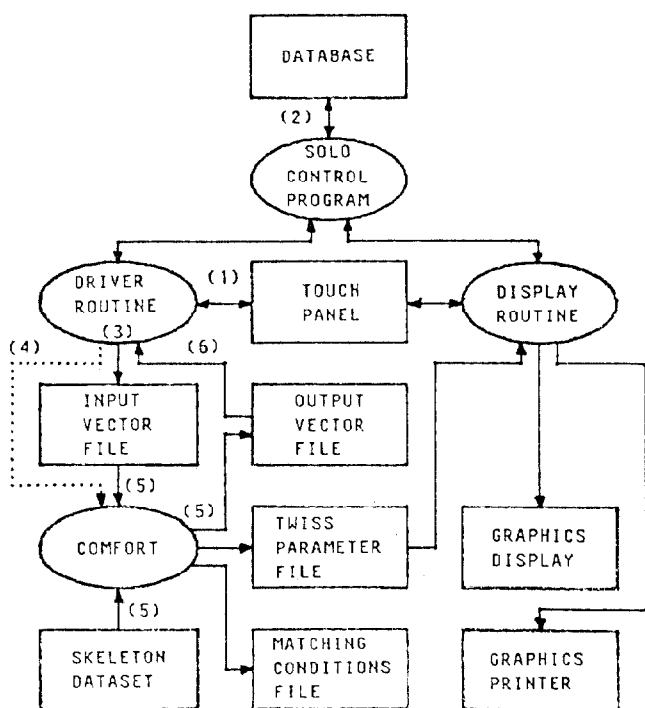 DATABASE
(2)
SOLO
CONTROL
PROGRAM
DRIVER
ROUTINE
(3)
(1)
TOUCH
PANEL
DISPLAY
ROUTINE
(4)
(6)
INPUT
VECTOR
FILE
OUTPUT
VECTOR
FILE
(5)
(5)
COMFORT
TWISS
PARAMETER
FILE
GRAPHICS
DISPLAY
(5)
SKELETON
DATASET
MATCHING
CONDITIONS
FILE
GRAPHICS
PRINTER